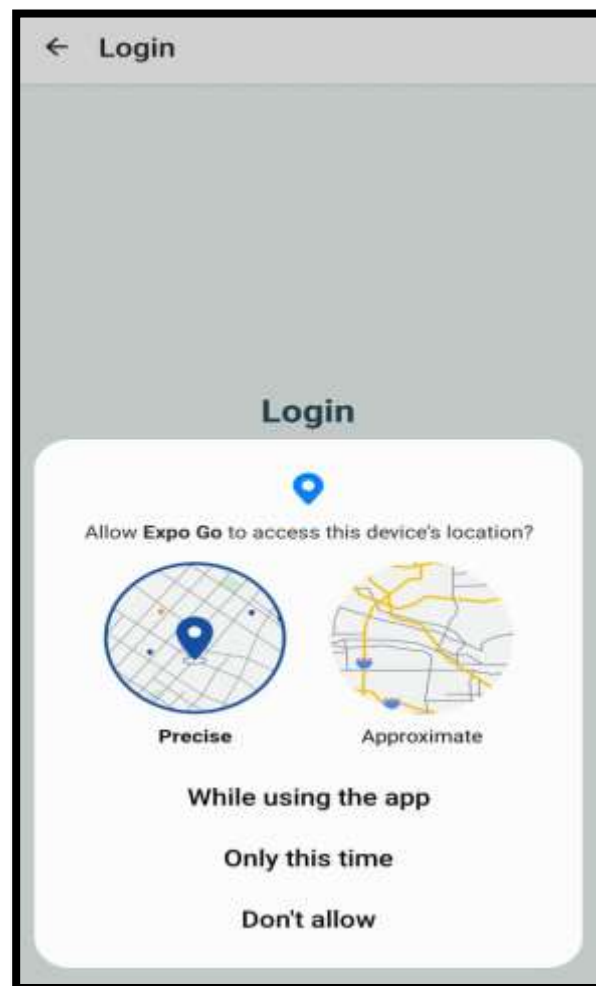 ← Login
Login
Allow Expo Go to access this device's location?
Precise Approximate
While using the app
Only this time
Don't allow